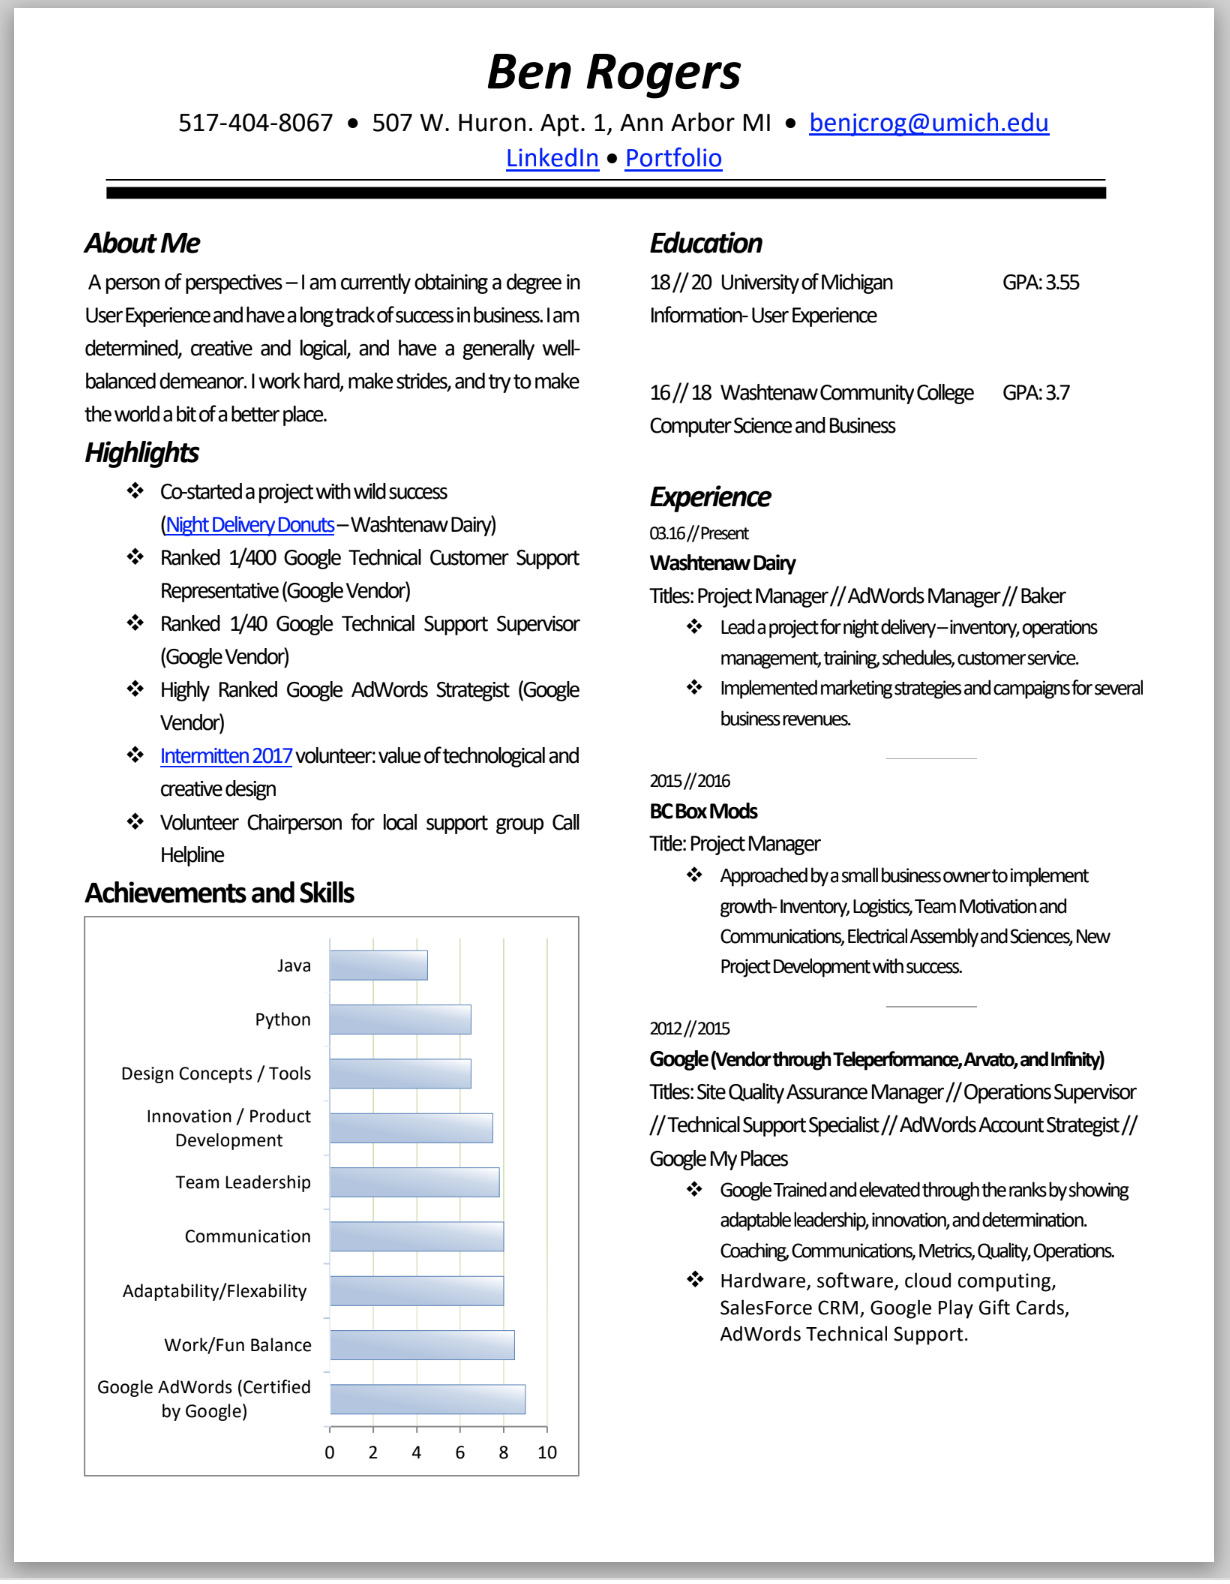 Ben Rogers
517-404-8067 ● 507 W. Huron. Apt. 1, Ann Arbor MI ● benjcrog@umich.edu
LinkedIn ● Portfolio
About Me
A person of perspectives – I am currently obtaining a degree in
User Experience and have a long track of success in business. I am
determined, creative and logical, and have a generally well-
balanced demeanor. I work hard, make strides, and try to make
the world a bit of a better place.
Highlights
❖ Co-started a project with wild success
(Night Delivery Donuts – Washtenaw Dairy)
❖ Ranked 1/400 Google Technical Customer Support
Representative (Google Vendor)
❖ Ranked 1/40 Google Technical Support Supervisor
(Google Vendor)
❖ Highly Ranked Google AdWords Strategist (Google
Vendor)
❖ Intermitten 2017 volunteer: value of technological and
creative design
❖ Volunteer Chairperson for local support group Call
Helpline
Achievements and Skills
Java
Python
Design Concepts / Tools
Innovation / Product
Development
Team Leadership
Communication
Adaptability/Flexability
Work/Fun Balance
Google AdWords (Certified
by Google)
0 2 4 6 8 10
Education
18 // 20 University of Michigan GPA: 3.55
Information- User Experience
16 // 18 Washtenaw Community College GPA: 3.7
Computer Science and Business
Experience
03.16 // Present
Washtenaw Dairy
Titles: Project Manager // AdWords Manager // Baker
❖ Lead a project for night delivery – inventory, operations
management, training, schedules, customer service.
❖ Implemented marketing strategies and campaigns for several
business revenues.
2015 // 2016
BC Box Mods
Title: Project Manager
❖ Approached by a small business owner to implement
growth- Inventory, Logistics, Team Motivation and
Communications, Electrical Assembly and Sciences, New
Project Development with success.
2012 // 2015
Google (Vendor through Teleperformance, Arvato, and Infinity)
Titles: Site Quality Assurance Manager // Operations Supervisor
// Technical Support Specialist // AdWords Account Strategist //
Google My Places
❖ Google Trained and elevated through the ranks by showing
adaptable leadership, innovation, and determination.
Coaching, Communications, Metrics, Quality, Operations.
❖ Hardware, software, cloud computing,
SalesForce CRM, Google Play Gift Cards,
AdWords Technical Support.